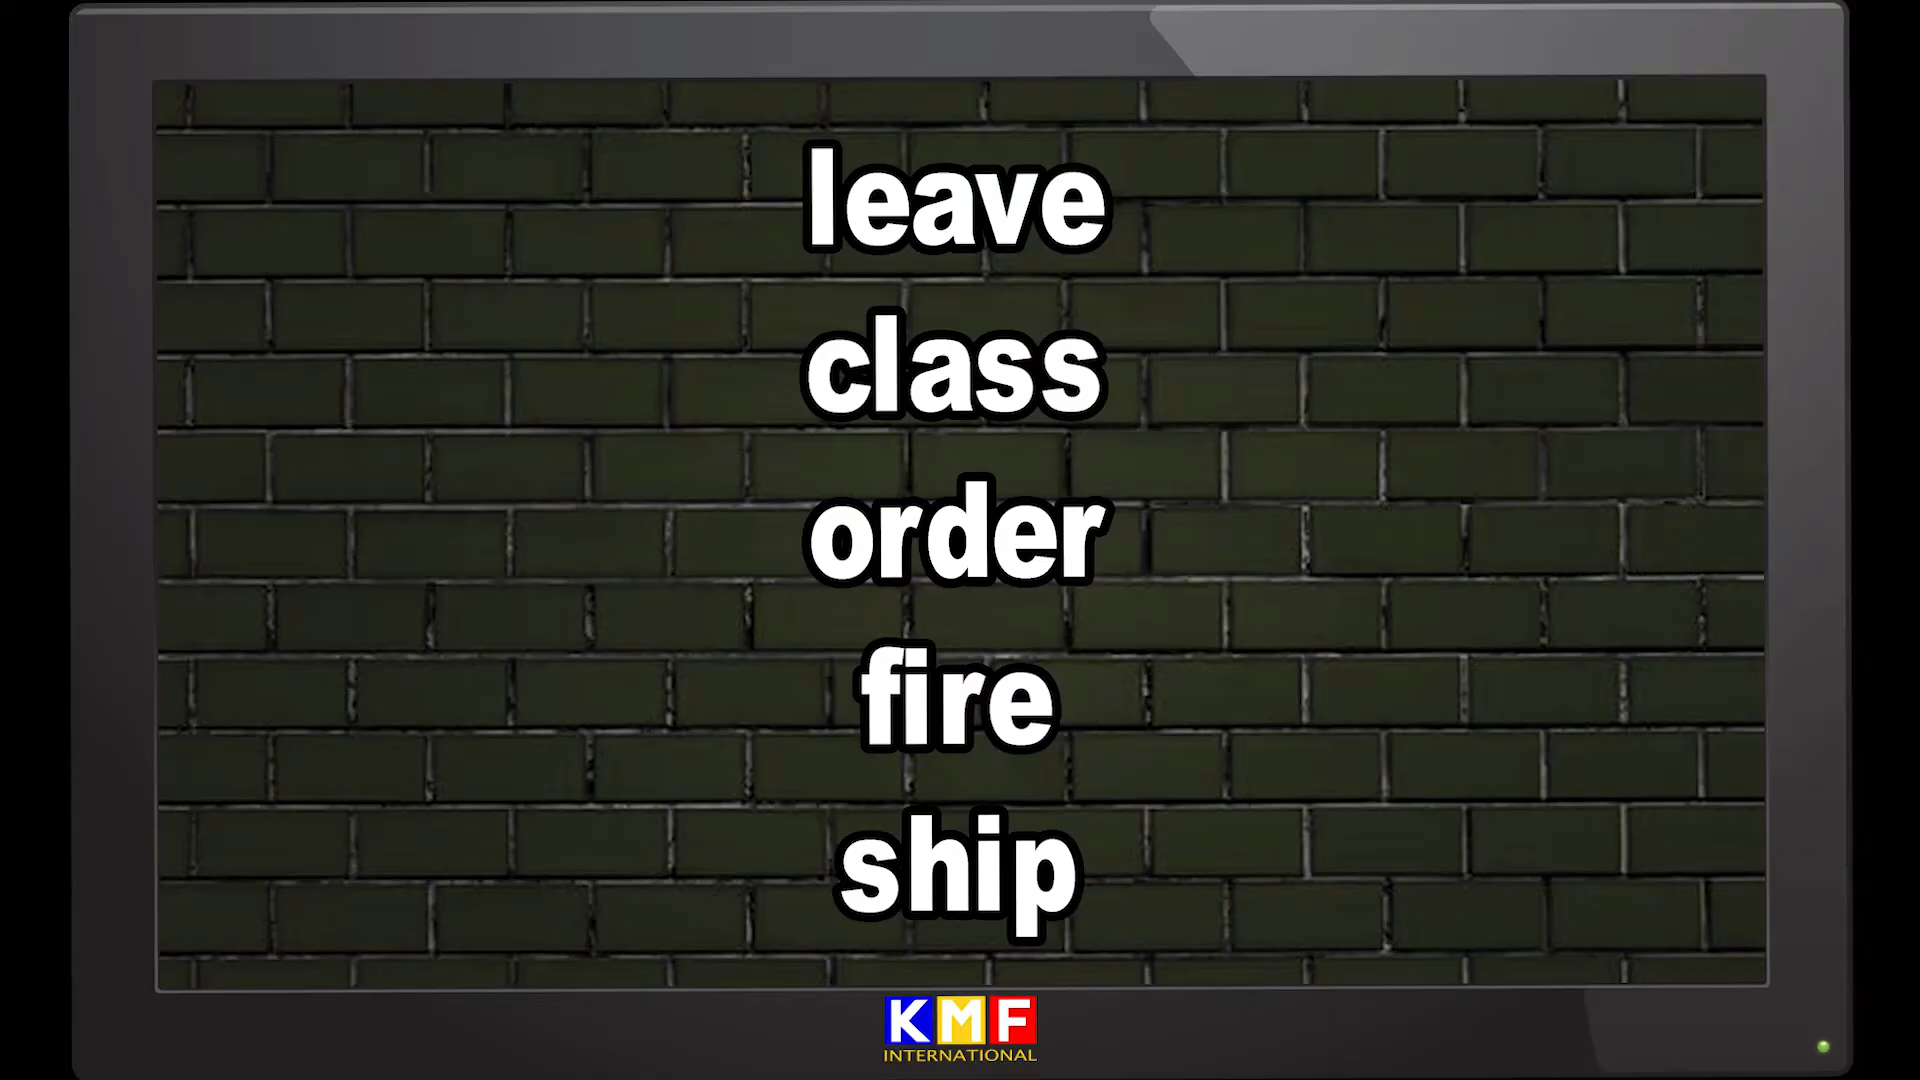 leave
class
order
fire
ship
KMF
INTERNATIONAL